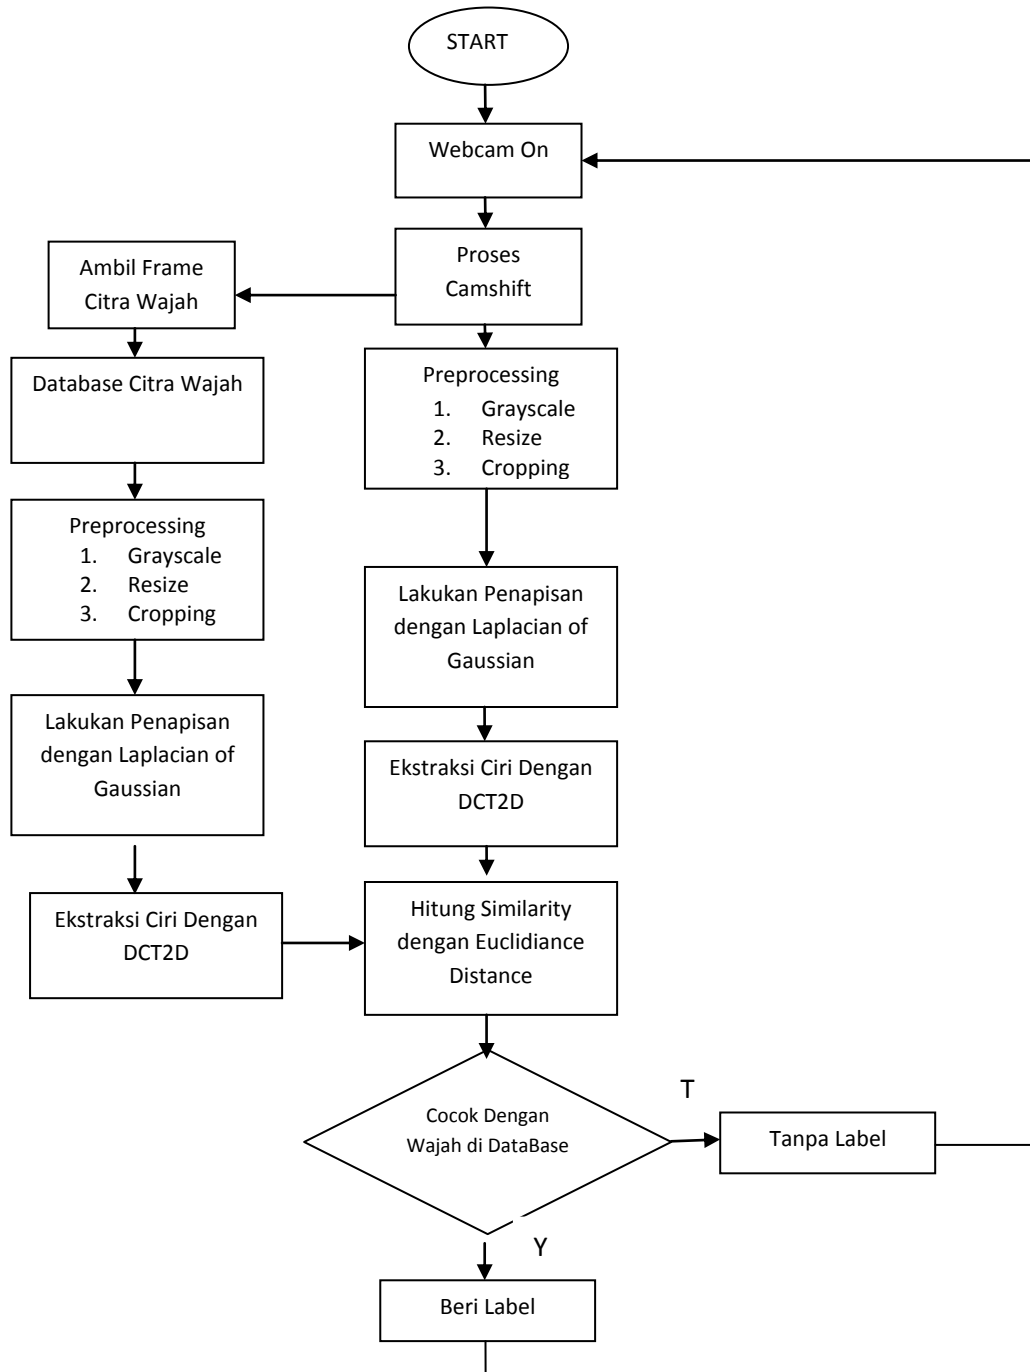 START
Webcam On
Proses
Camshift
Ambil Frame
Citra Wajah
Database Citra Wajah
Preprocessing
1. Grayscale
2. Resize
3. Cropping
Preprocessing
1. Grayscale
2. Resize
3. Cropping
Lakukan Penapisan
dengan Laplacian of
Gaussian
Lakukan Penapisan
dengan Laplacian of
Gaussian
Ekstraksi Ciri Dengan
DCT2D
Ekstraksi Ciri Dengan
DCT2D
Hitung Similarity
dengan Euclidiance
Distance
Cocok Dengan
Wajah di DataBase
T
Tanpa Label
Y
Beri Label